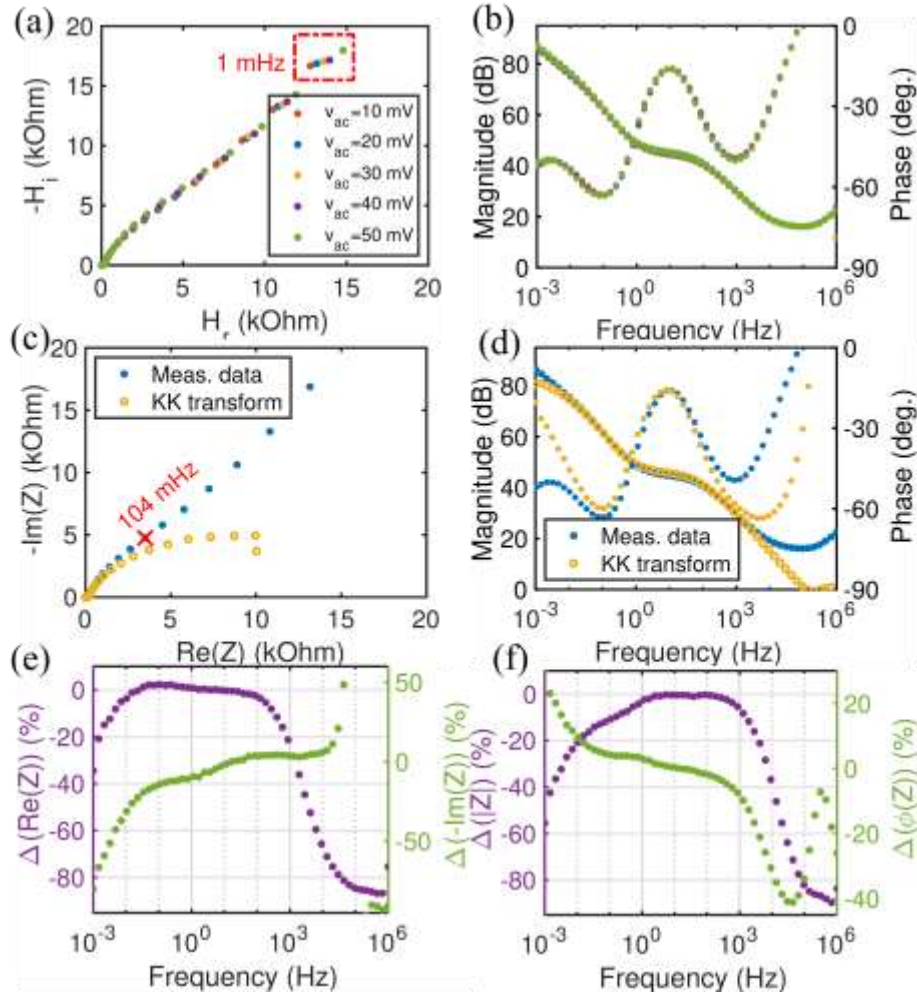 (a)
20
15
10
5
0
-H_i (kOhm)
1 mHz
v_ac=10 mV
v_ac=20 mV
v_ac=30 mV
v_ac=40 mV
v_ac=50 mV
0 5 10 15 20
H_r (kOhm)
(b)
80
60
40
20
0
Magnitude (dB)
0
-30
-60
-90
Phase (deg.)
10^-3 10^0 10^3 10^6
Frequency (Hz)
(c)
20
15
10
5
0
-Im(Z) (kOhm)
Meas. data
KK transform
104 mHz
0 5 10 15 20
Re(Z) (kOhm)
(d)
80
60
40
20
0
Magnitude (dB)
Meas. data
KK transform
0
-30
-60
-90
Phase (deg.)
10^-3 10^0 10^3 10^6
Frequency (Hz)
(e)
0
-20
-40
-60
-80
Δ(Re(Z)) (%)
50
0
-50
Δ(-Im(Z)) (%)
10^-3 10^0 10^3 10^6
Frequency (Hz)
(f)
0
-20
-40
-60
-80
Δ(|Z|) (%)
20
0
-20
-40
Δ(ϕ(Z)) (%)
10^-3 10^0 10^3 10^6
Frequency (Hz)